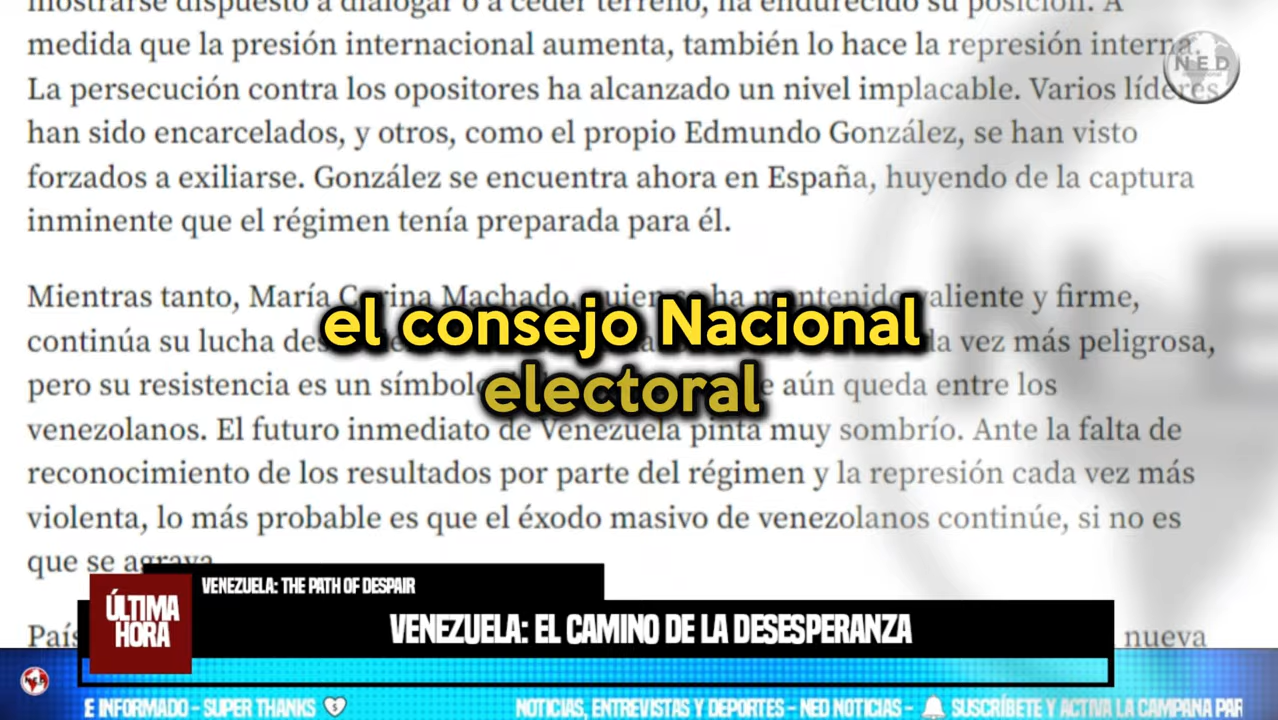 mostrarse dispuesto a dialogar o a ceder terreno, ha endurecido su posición. A
medida que la presión internacional aumenta, también lo hace la represión interna.
La persecución contra los opositores ha alcanzado un nivel implacable. Varios líderes
han sido encarcelados, y otros, como el propio Edmundo González, se han visto
forzados a exiliarse. González se encuentra ahora en España, huyendo de la captura
inminente que el régimen tenía preparada para él.
Mientras tanto, María Corina Machado, quien se ha mantenido valiente y firme,
continúa su lucha vez más peligrosa,
pero su resistencia es un símbolo aún queda entre los
venezolanos. El futuro inmediato de Venezuela pinta muy sombrío. Ante la falta de
reconocimiento de los resultados por parte del régimen y la represión cada vez más
violenta, lo más probable es que el éxodo masivo de venezolanos continúe, si no es
que se agrava
nueva
el consejo Nacional
electoral
NED
ÚLTIMA
HORA
VENEZUELA: THE PATH OF DESPAIR
VENEZUELA: EL CAMINO DE LA DESESPERANZA
E INFORMADO - SUPER THANKS
NOTICIAS, ENTREVISTAS Y DEPORTES - NED NOTICIAS -
SUSCRÍBETE Y ACTIVA LA CAMPANA PAR